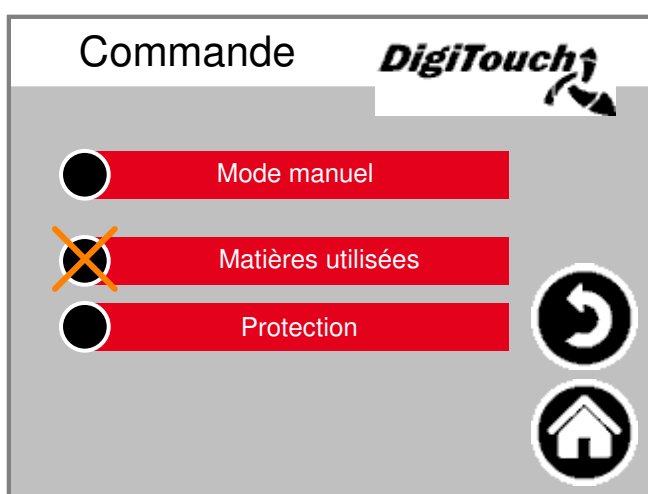 Commande
DigiTouch
Mode manuel
Matières utilisées
Protection